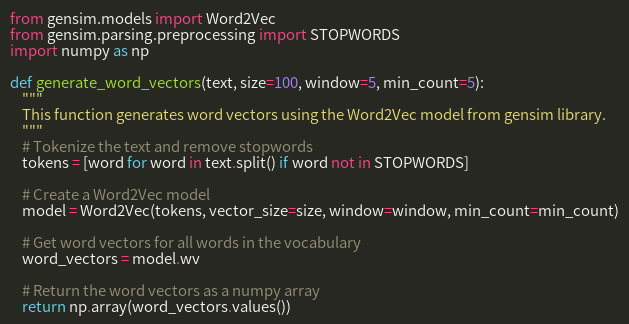 from gensim.models import Word2Vec
from gensim.parsing.preprocessing import STOPWORDS
import numpy as np

def generate_word_vectors(text, size=100, window=5, min_count=5):
    """
    This function generates word vectors using the Word2Vec model from gensim library.
    """
    # Tokenize the text and remove stopwords
    tokens = [word for word in text.split() if word not in STOPWORDS]

    # Create a Word2Vec model
    model = Word2Vec(tokens, vector_size=size, window=window, min_count=min_count)

    # Get word vectors for all words in the vocabulary
    word_vectors = model.wv

    # Return the word vectors as a numpy array
    return np.array(word_vectors.values())